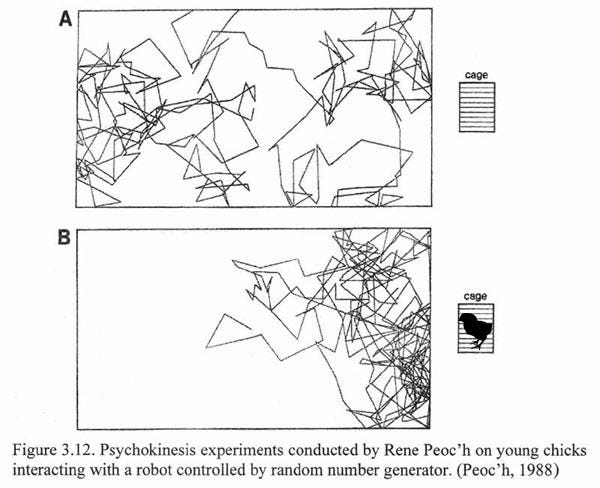 A
cage
B
cage
Figure 3.12. Psychokinesis experiments conducted by Rene Peoc'h on young chicks
interacting with a robot controlled by random number generator. (Peoc'h, 1988)